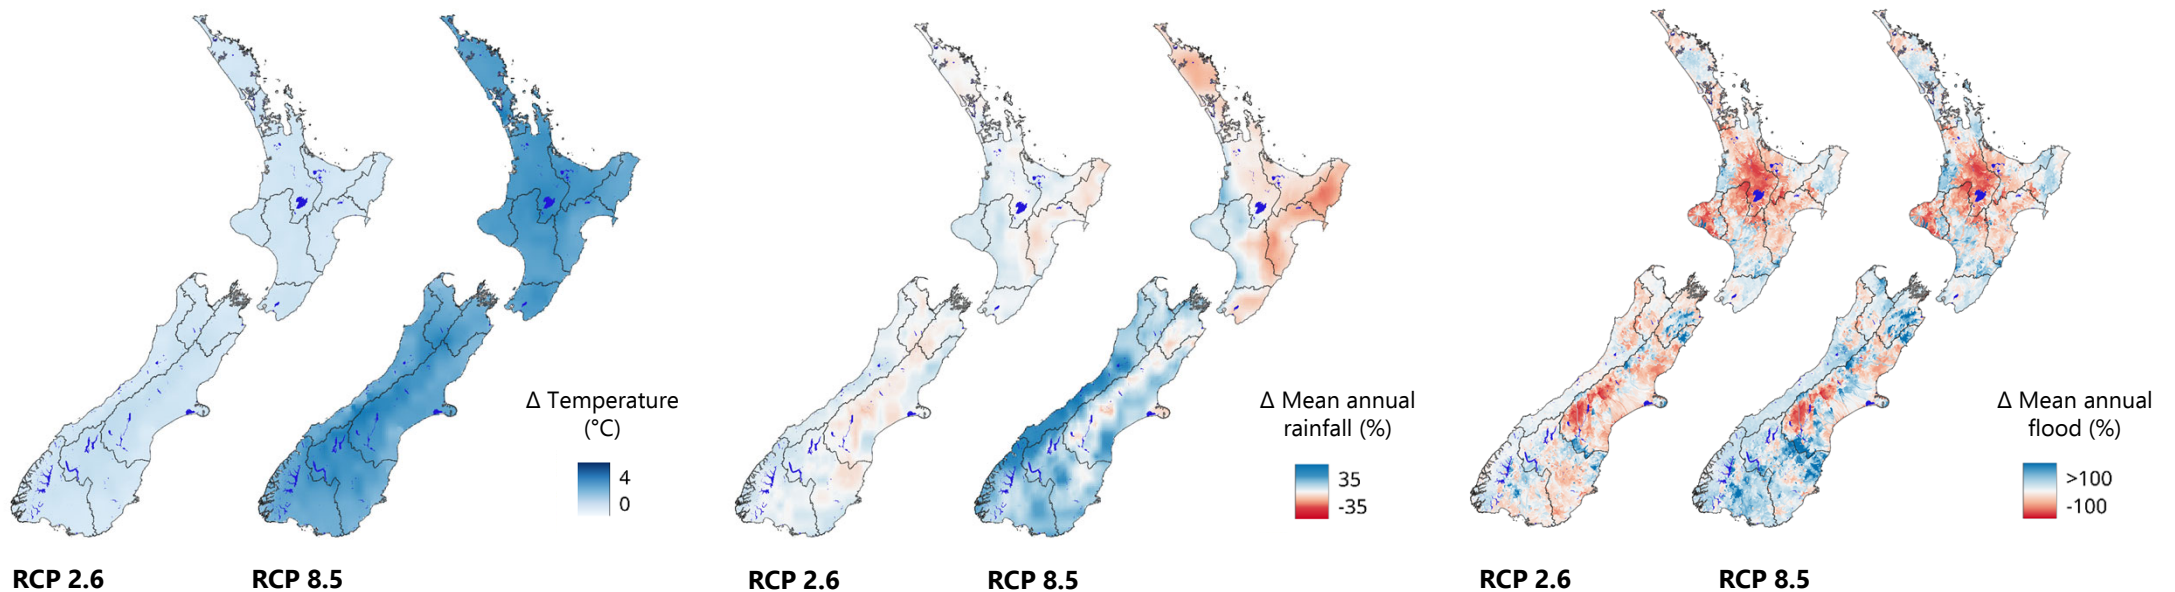 Δ Temperature
(°C)
4
0
RCP 2.6
RCP 8.5
Δ Mean annual
rainfall (%)
35
-35
RCP 2.6
RCP 8.5
Δ Mean annual
flood (%)
>100
-100
RCP 2.6
RCP 8.5